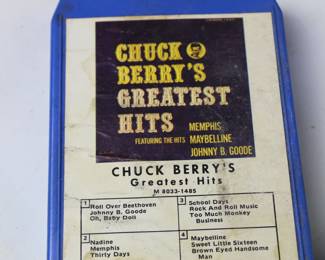 CHUCK
BERRY'S
GREATEST
HITS
MEMPHIS
FEATURING THE HITS MAYBELLINE
JOHNNY B. GOODE
CHUCK BERRY'S
Greatest Hits
M 8033-1485
1
Roll Over Beethoven
Johnny B. Goode
Oh, Baby Doll
3
School Days
Rock And Roll Music
Too Much Monkey
Business
2
Nadine
Memphis
Thirty Days
4
Maybelline
Sweet Little Sixteen
Brown Eyed Handsome
Man